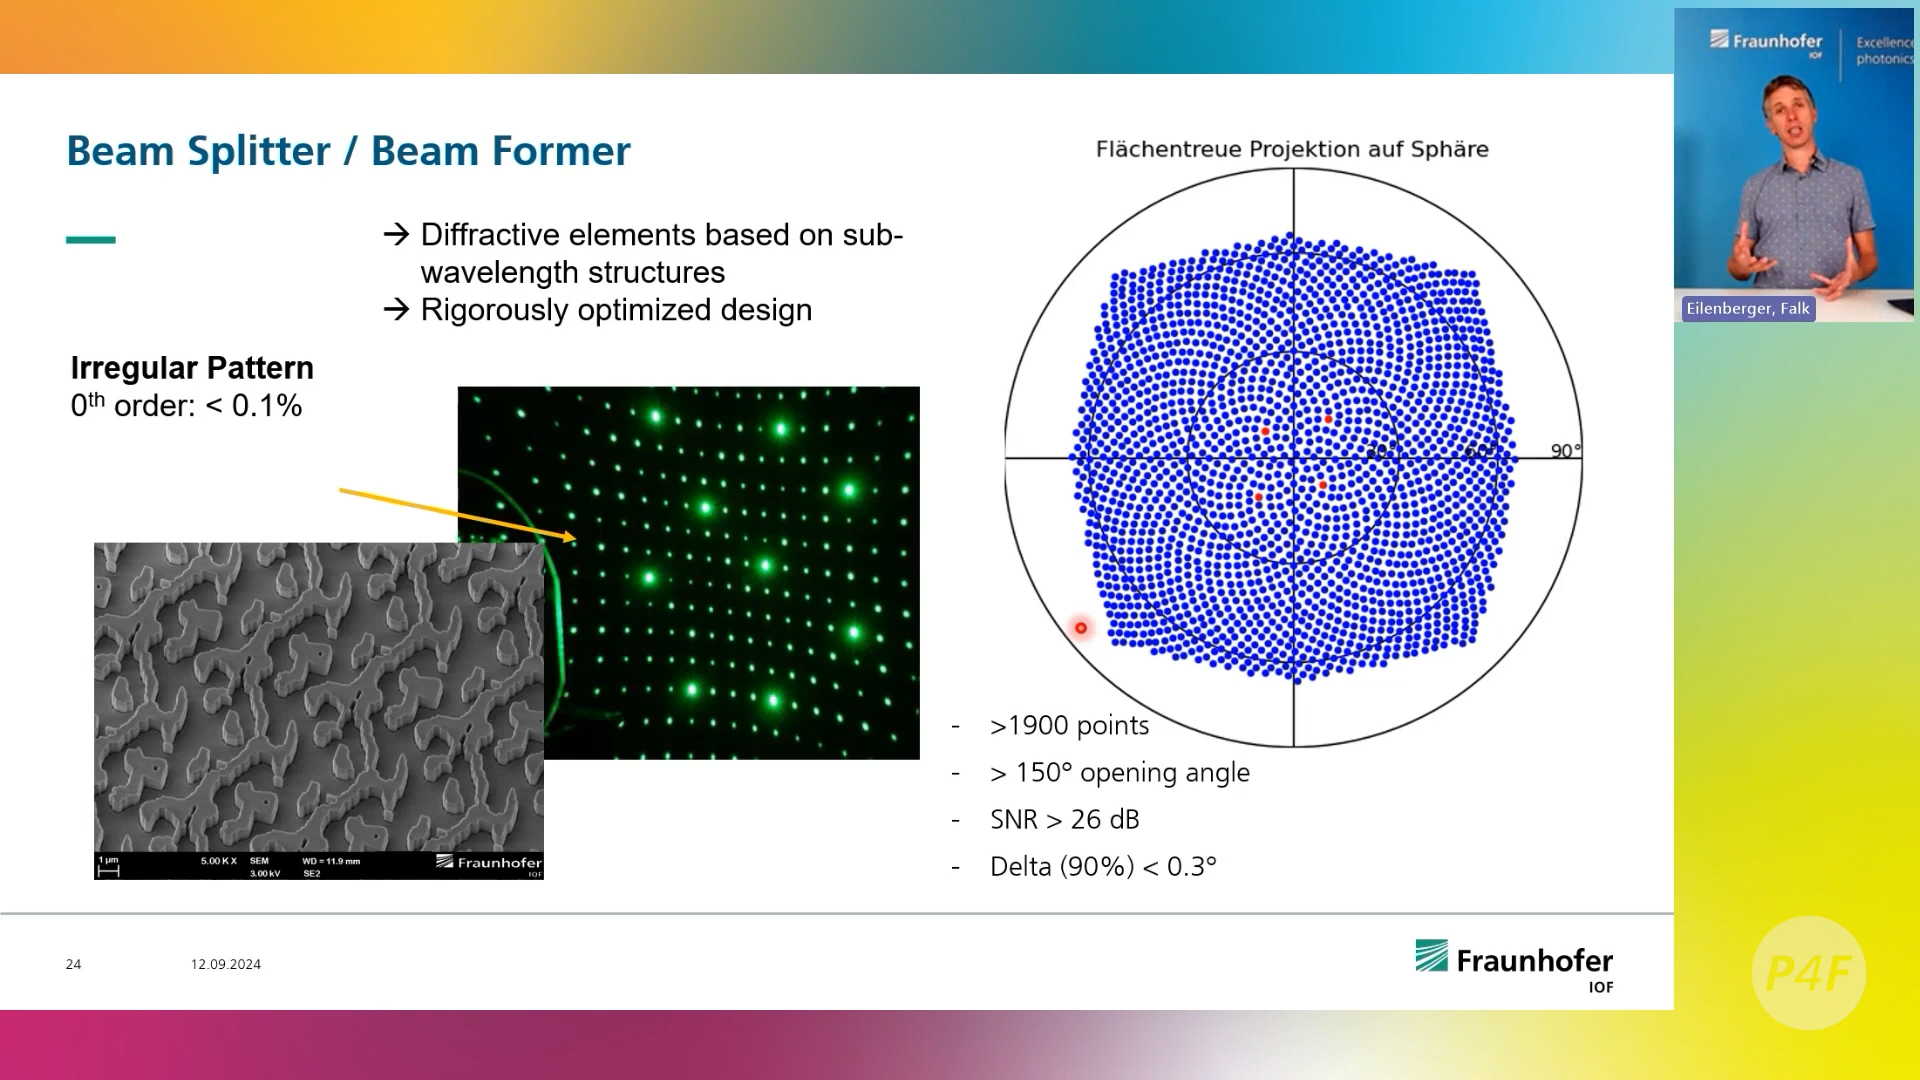 Beam Splitter / Beam Former
→ Diffractive elements based on sub-
wavelength structures
→ Rigorously optimized design
Irregular Pattern
0th order: < 0.1%
1 µm
5.00 K X SEM WD = 11.9 mm
3.00 kV SE2
Fraunhofer
IOF
Flächentreue Projektion auf Sphäre
30°
60°
90°
- >1900 points
- > 150° opening angle
- SNR > 26 dB
- Delta (90%) < 0.3°
24
12.09.2024
Fraunhofer
IOF
Fraunhofer
IOF
Excellence
photonics
Eilenberger, Falk
P4F